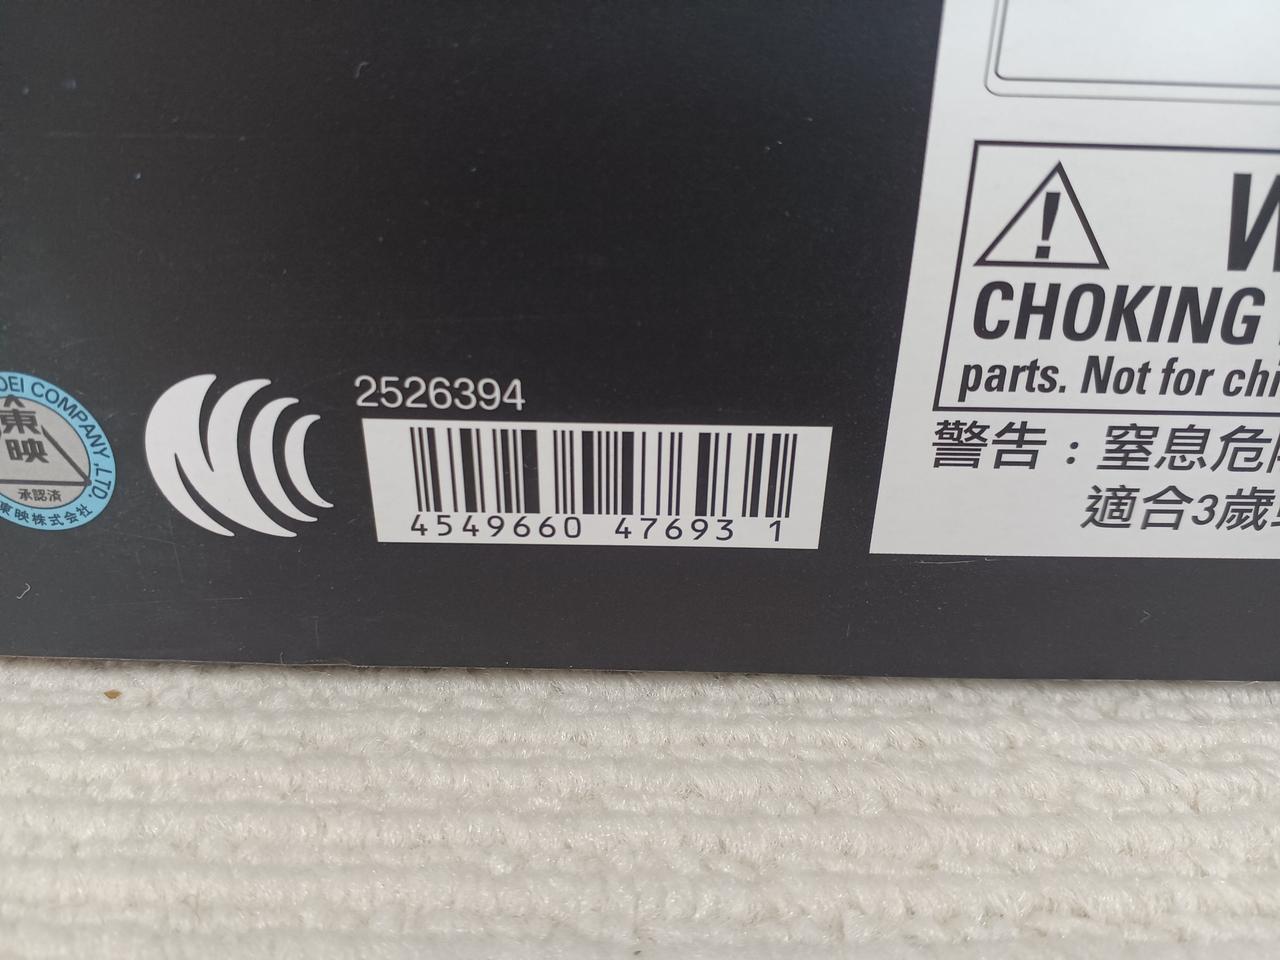 OEI COMPANY,LTD.
東
映
承認済
東映株式会社
2526394
4549660 47693 1
W
CHOKING
parts. Not for chi
警告：窒息危
適合3歲